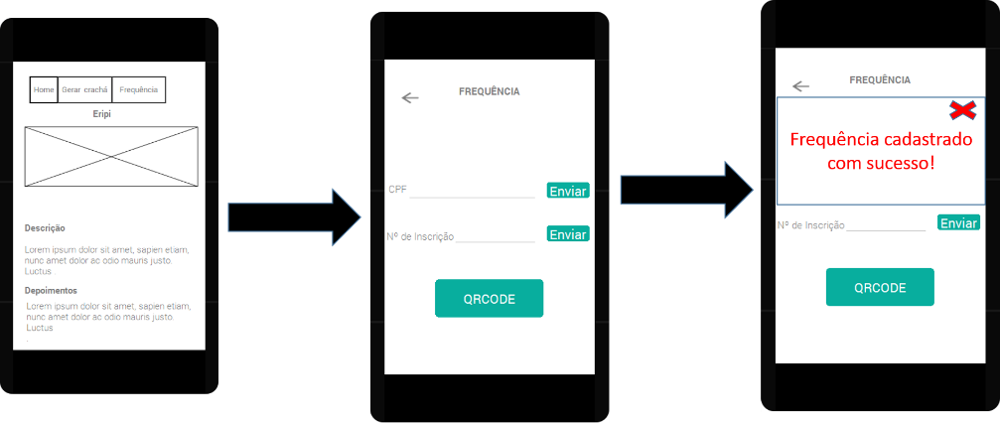 Home Gerar crachá Frequência
Eripi
Descrição
Lorem ipsum dolor sit amet, sapien etiam,
nunc amet dolor ac odio mauris justo.
Luctus
Depoimentos
Lorem ipsum dolor sit amet, sapien etiam,
nunc amet dolor ac odio mauris justo.
Luctus
.
FREQUÊNCIA
CPF Enviar
Nº de Inscrição Enviar
QRCODE
FREQUÊNCIA
Frequência cadastrado
com sucesso!
Nº de Inscrição Enviar
QRCODE